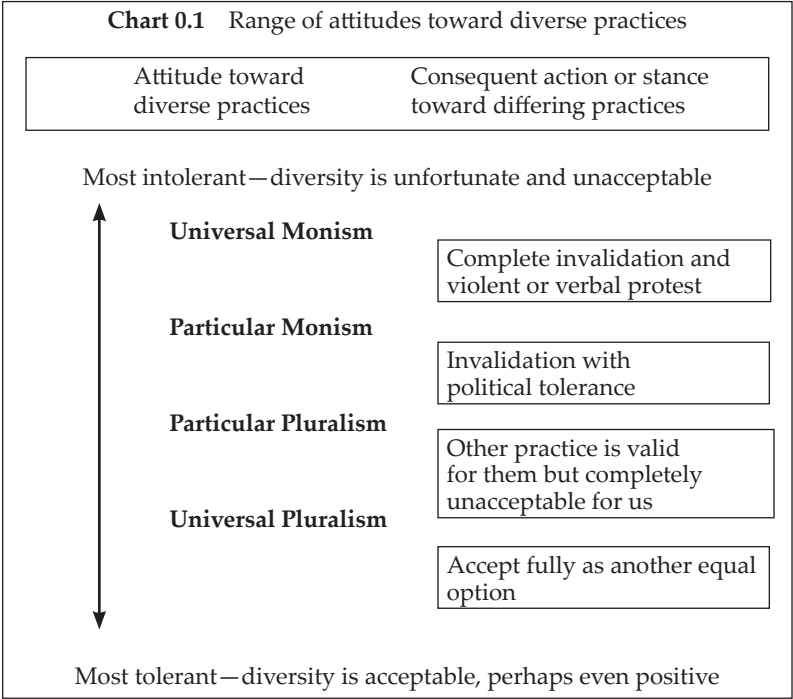 Chart 0.1 Range of attitudes toward diverse practices
Attitude toward
diverse practices
Consequent action or stance
toward differing practices
Most intolerant—diversity is unfortunate and unacceptable
Universal Monism
Complete invalidation and
violent or verbal protest
Particular Monism
Invalidation with
political tolerance
Particular Pluralism
Other practice is valid
for them but completely
unacceptable for us
Universal Pluralism
Accept fully as another equal
option
Most tolerant—diversity is acceptable, perhaps even positive